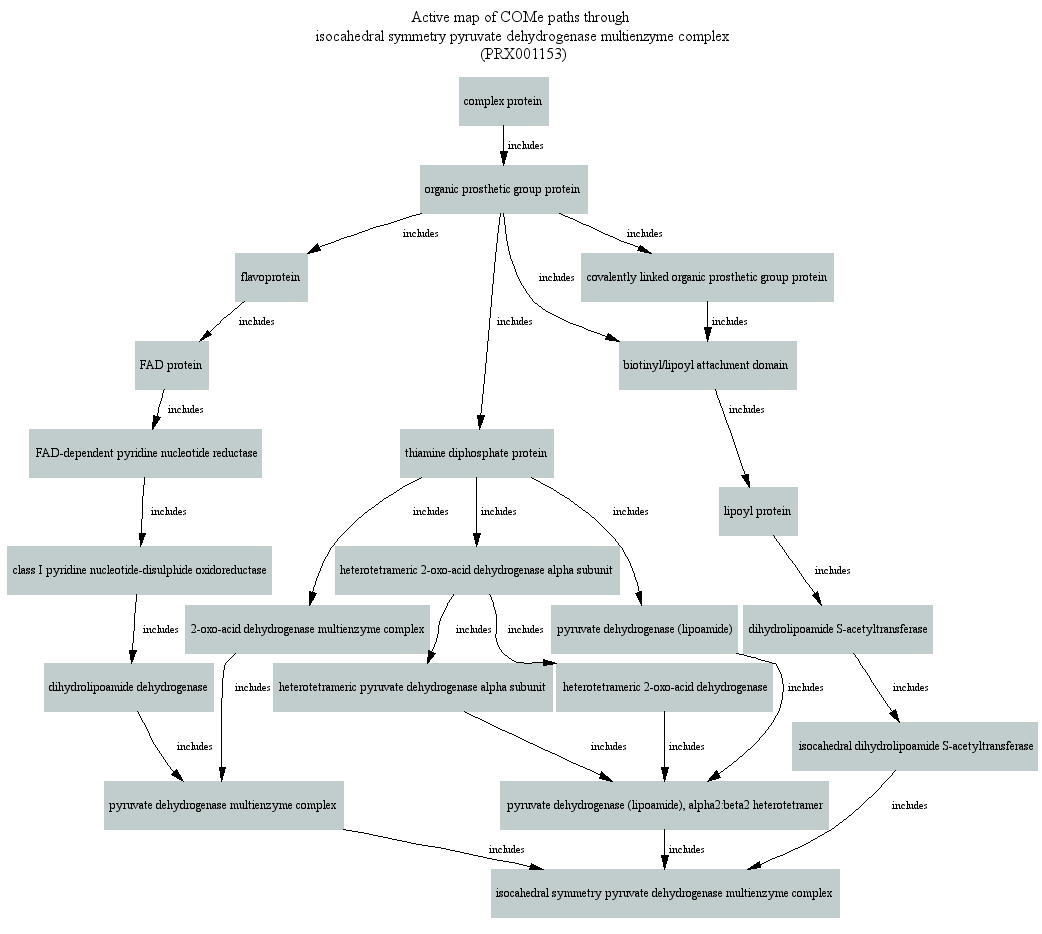 Active map of COMe paths through
isocahedral symmetry pyruvate dehydrogenase multienzyme complex
(PRX001153)
complex protein
includes
organic prosthetic group protein
includes
includes
flavoprotein
includes
covalently linked organic prosthetic group protein
includes
includes
includes
FAD protein
biotinyl/lipoyl attachment domain
includes
includes
FAD-dependent pyridine nucleotide reductase
thiamine diphosphate protein
includes
includes
includes
includes
lipoyl protein
class I pyridine nucleotide-disulphide oxidoreductase
heterotetrameric 2-oxo-acid dehydrogenase alpha subunit
includes
includes
2-oxo-acid dehydrogenase multienzyme complex
includes
includes
pyruvate dehydrogenase (lipoamide)
dihydrolipoamide S-acetyltransferase
dihydrolipoamide dehydrogenase
includes
heterotetrameric pyruvate dehydrogenase alpha subunit
heterotetrameric 2-oxo-acid dehydrogenase
includes
includes
includes
includes
includes
isocahedral dihydrolipoamide S-acetyltransferase
pyruvate dehydrogenase multienzyme complex
pyruvate dehydrogenase (lipoamide), alpha2:beta2 heterotetramer
includes
includes
includes
isocahedral symmetry pyruvate dehydrogenase multienzyme complex